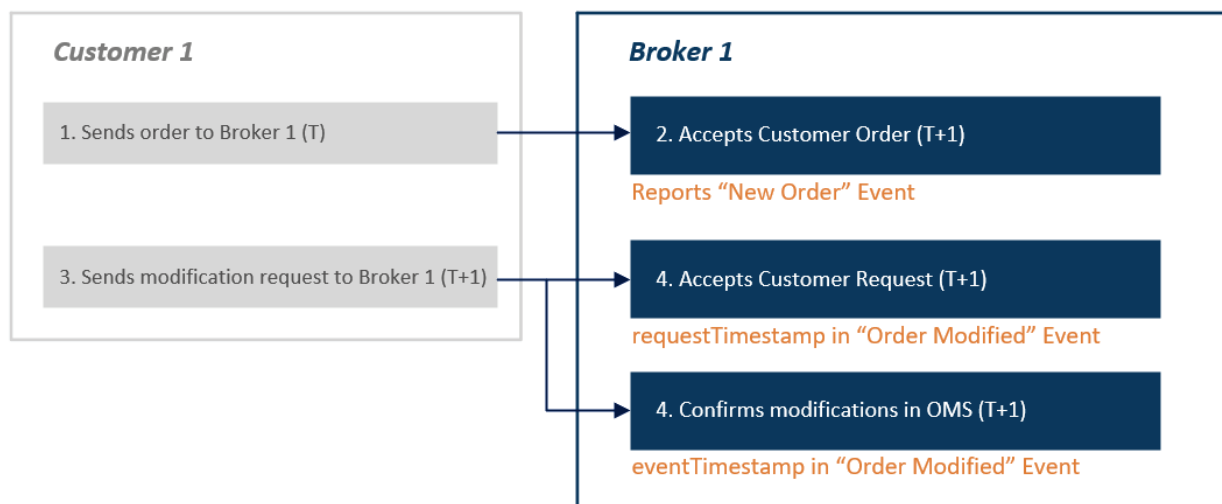 Customer 1
1. Sends order to Broker 1 (T)
3. Sends modification request to Broker 1 (T+1)
Broker 1
2. Accepts Customer Order (T+1)
Reports “New Order” Event
4. Accepts Customer Request (T+1)
requestTimestamp in “Order Modified” Event
4. Confirms modifications in OMS (T+1)
eventTimestamp in “Order Modified” Event